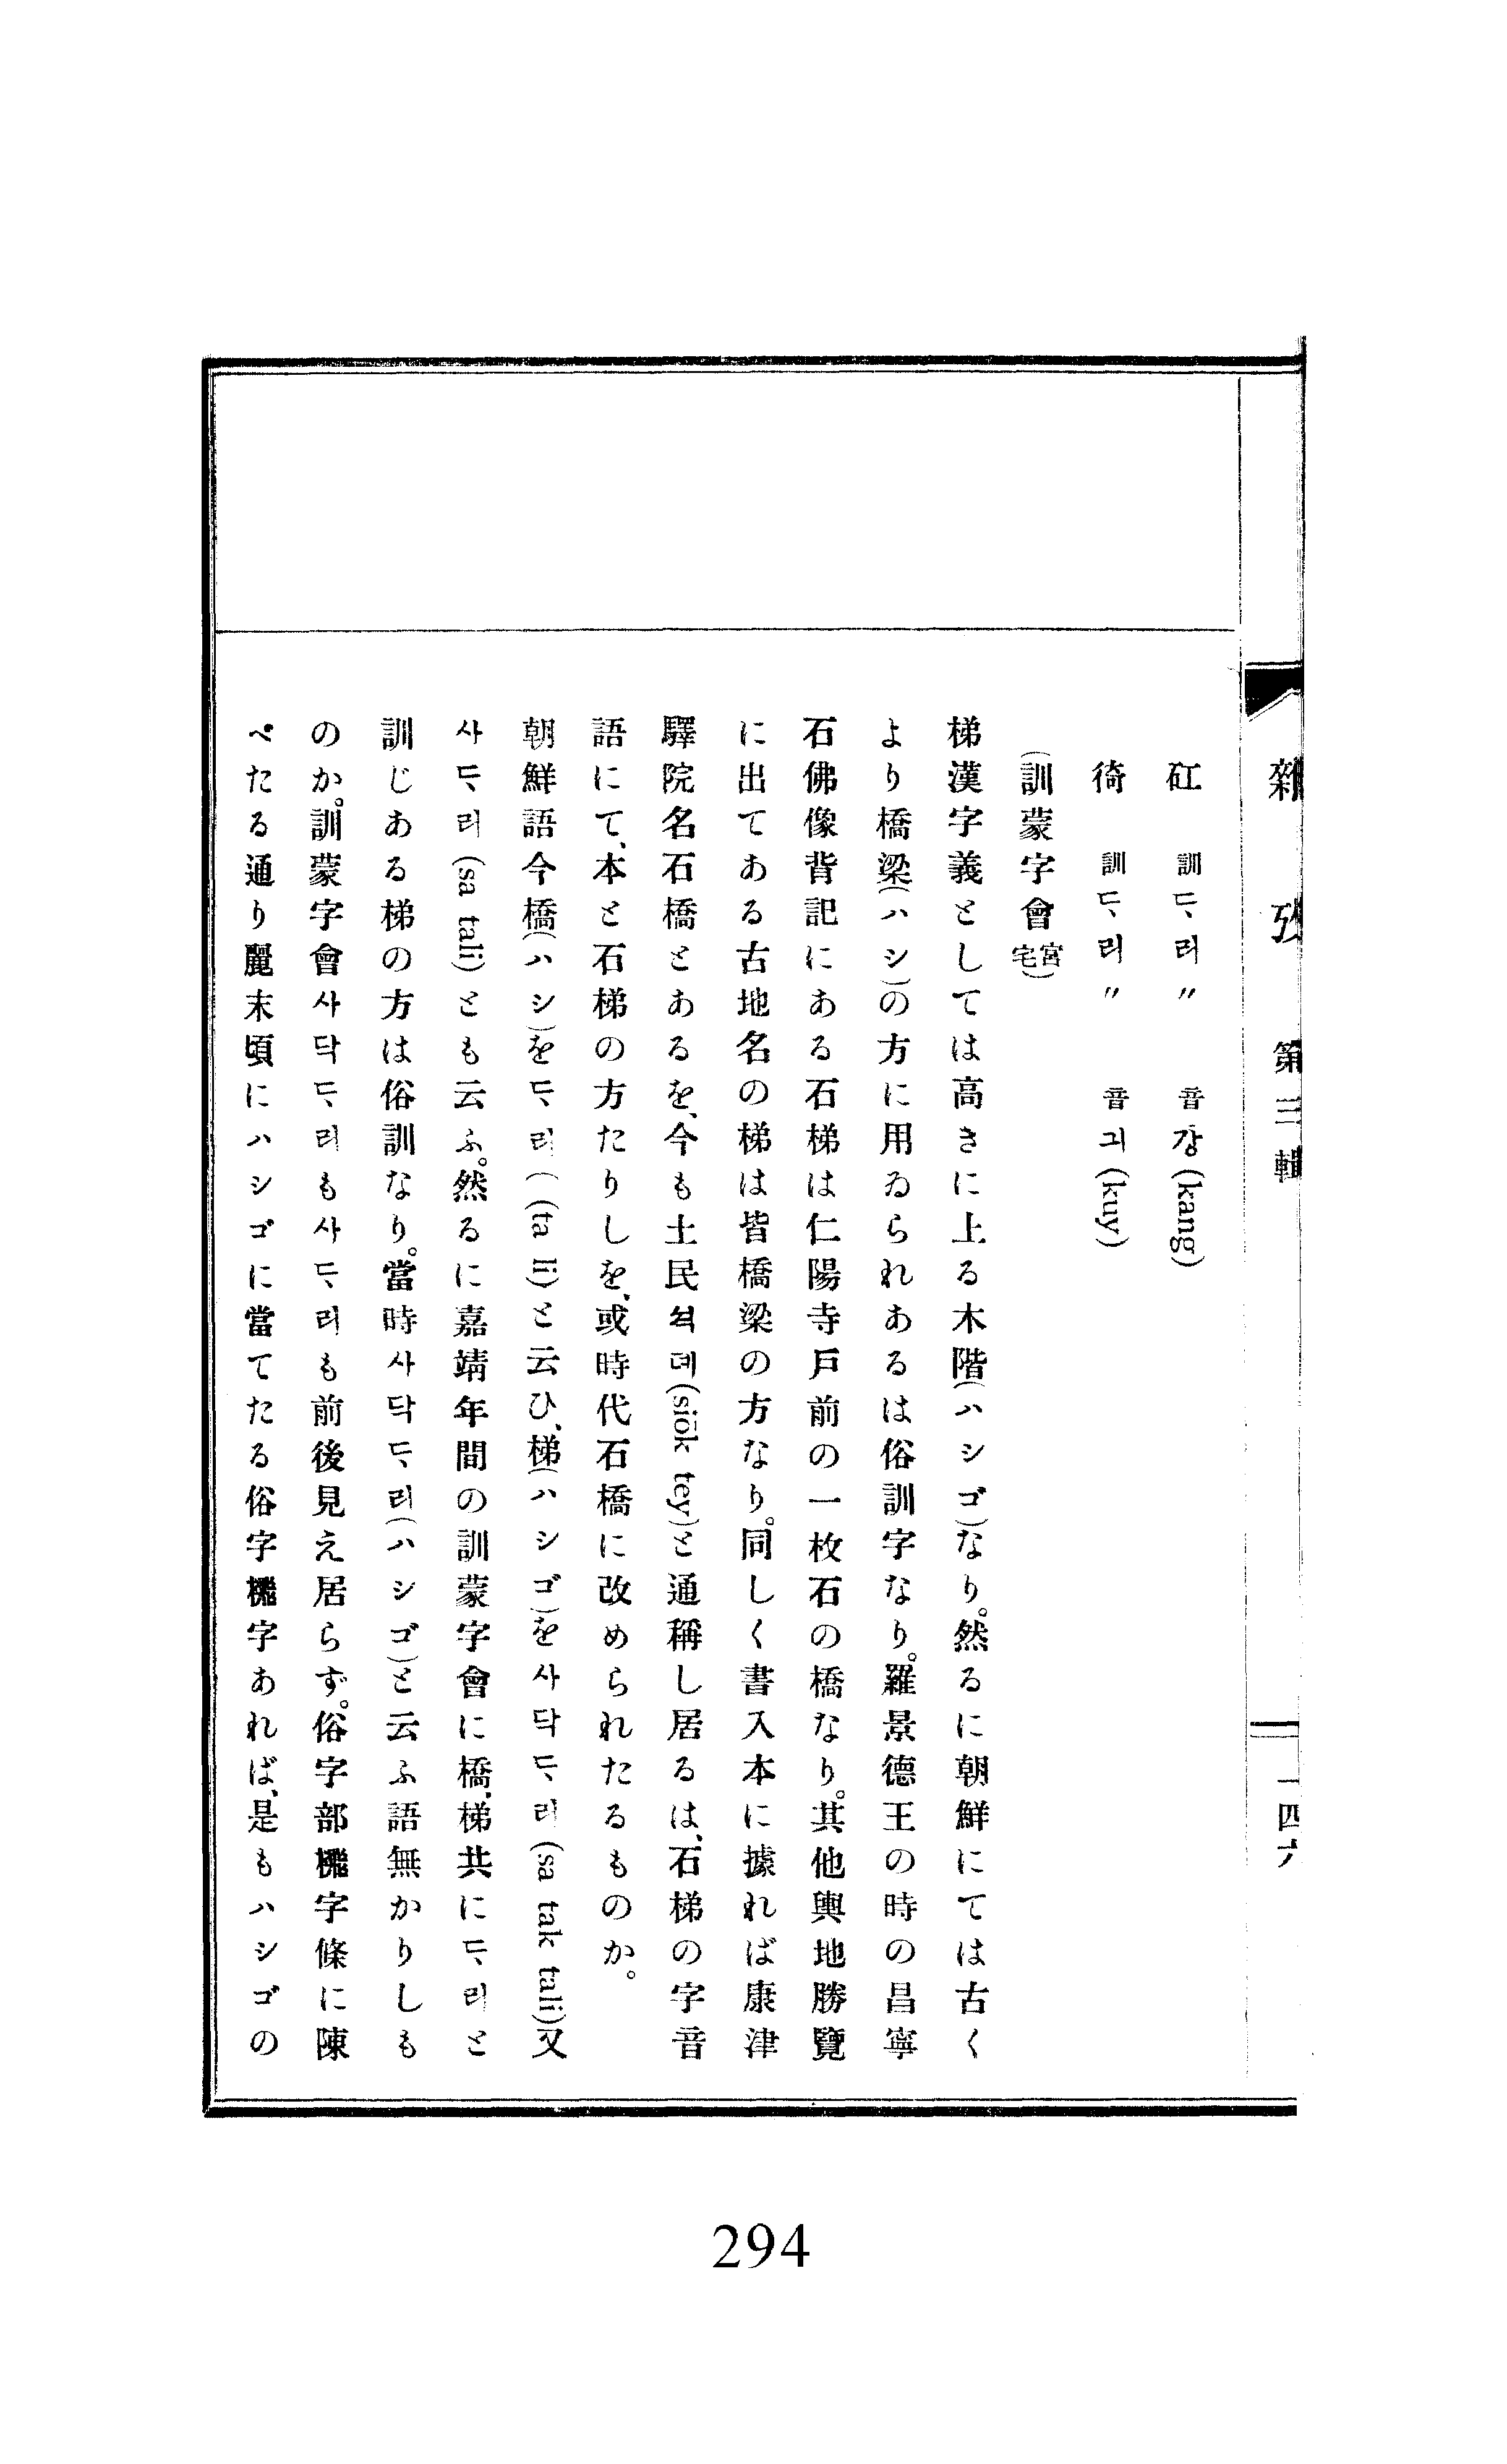 雜攷 第三輯 一四六
矼 訓ᄃᆞ리〃 音강(kang)
徛 訓ᄃᆞ리〃 音긔(kuy)
(訓蒙字會宮宅)
梯漢字義としては高さに上る木階(ハシゴ)なり。然るに朝鮮にては古く
より橋梁(ハシ)の方に用ゐられあるは俗訓字なり。羅景德王の時の昌寧
石佛像背記にある石梯は仁陽寺戶前の一枚石の橋なり。其他輿地勝覽
に出てある古地名の梯は皆橋梁の方なり。同しく書入本に據れば康津
驛院名石橋とあるを、今も土民셕뎨(siök tey)と通稱し居るは、石梯の字音
語にて、本と石梯の方たりしを、或時代石橋に改められたるものか。
朝鮮語今橋(ハシ)をᄃᆞ리((ta li)と云ひ、梯(ハシゴ)を사닥ᄃᆞ리(sa tak tali)又
사ᄃᆞ리(sa tali)とも云ふ。然るに嘉靖年間の訓蒙字會に橋、梯共にᄃᆞ리と
訓じある梯の方は俗訓なり。當時사닥ᄃᆞ리(ハシゴ)と云ふ語無かりしも
のか。訓蒙字會사닥ᄃᆞ리も사ᄃᆞ리も前後見え居らず。俗字部字條に陳
べたる通り麗末頃にハシゴに當てたる俗字字あれば、是もハシゴの
294